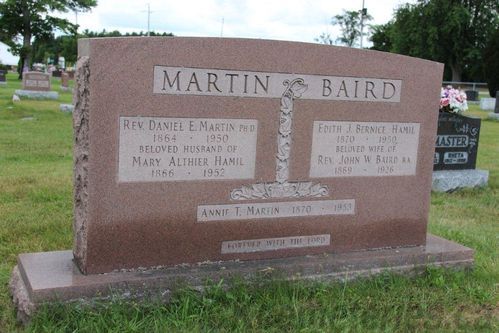 MARTIN BAIRD
REV. DANIEL E. MARTIN PH D
1864 - 1950
BELOVED HUSBAND OF
MARY ALTHIER HAMIL
1866 - 1952
EDITH J. BERNICE HAMIL
1870 - 1950
BELOVED WIFE OF
REV. JOHN W. BAIRD B.A.
1869 - 1926
ANNIE T. MARTIN 1870 - 1953
FOREVER WITH THE LORD
MASTER
RHETA